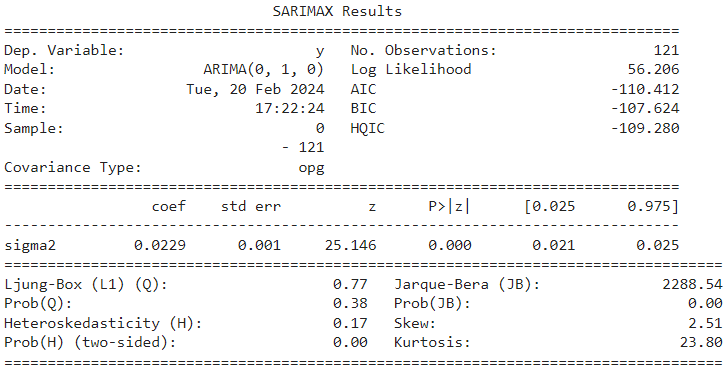 SARIMAX Results
==============================================================================
Dep. Variable:                      y   No. Observations:                  121
Model:                 ARIMA(0, 1, 0)   Log Likelihood                  56.206
Date:                Tue, 20 Feb 2024   AIC                           -110.412
Time:                        17:22:24   BIC                           -107.624
Sample:                             0   HQIC                          -109.280
- 121
Covariance Type:                  opg
==============================================================================
coef    std err          z      P>|z|      [0.025      0.975]
------------------------------------------------------------------------------
sigma2         0.0229      0.001     25.146      0.000       0.021       0.025
===================================================================================
Ljung-Box (L1) (Q):                   0.77   Jarque-Bera (JB):              2288.54
Prob(Q):                              0.38   Prob(JB):                         0.00
Heteroskedasticity (H):               0.17   Skew:                             2.51
Prob(H) (two-sided):                  0.00   Kurtosis:                        23.80
===================================================================================